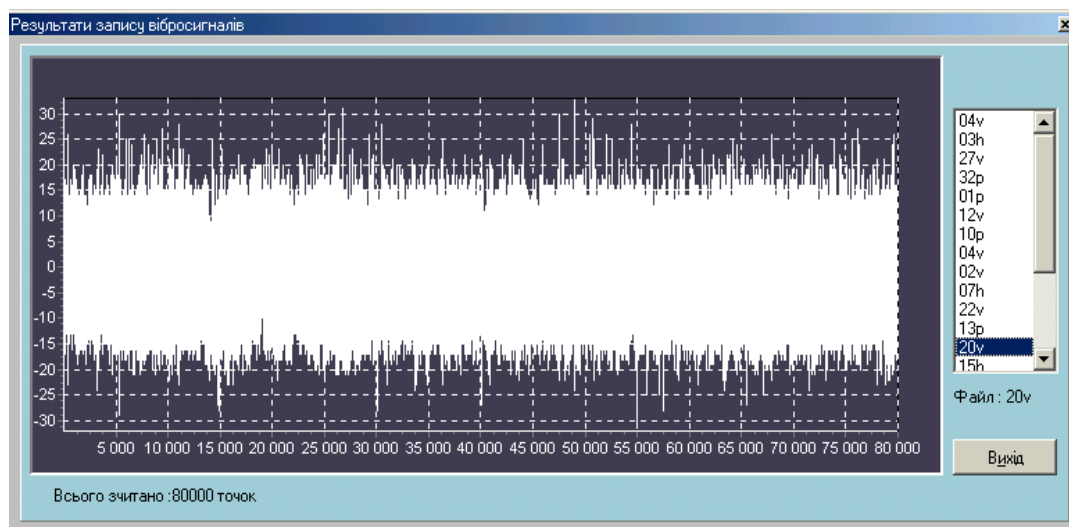 Результати запису вібросигналів
30
25
20
15
10
5
0
-5
-10
-15
-20
-25
-30
5 000 10 000 15 000 20 000 25 000 30 000 35 000 40 000 45 000 50 000 55 000 60 000 65 000 70 000 75 000 80 000
Всього зчитано :80000 точок
04v
03h
27v
32p
01p
12v
10p
04v
02v
07h
22v
13p
20v
15h
Файл : 20v
Вихід